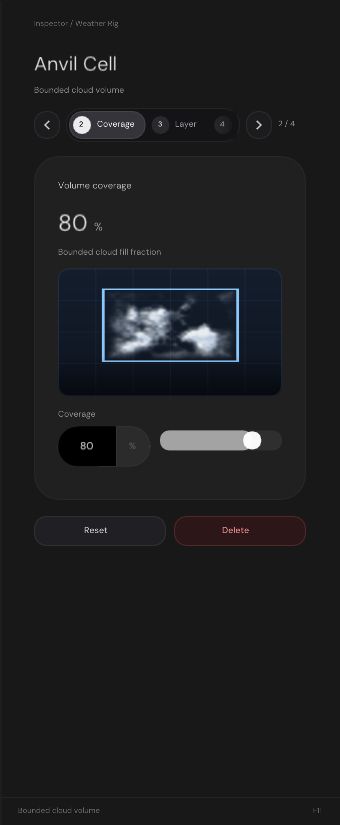 Inspector / Weather Rig
Anvil Cell
Bounded cloud volume
2 Coverage 3 Layer 4 2 / 4
Volume coverage
80 %
Bounded cloud fill fraction
Coverage
80 %
Reset Delete
Bounded cloud volume